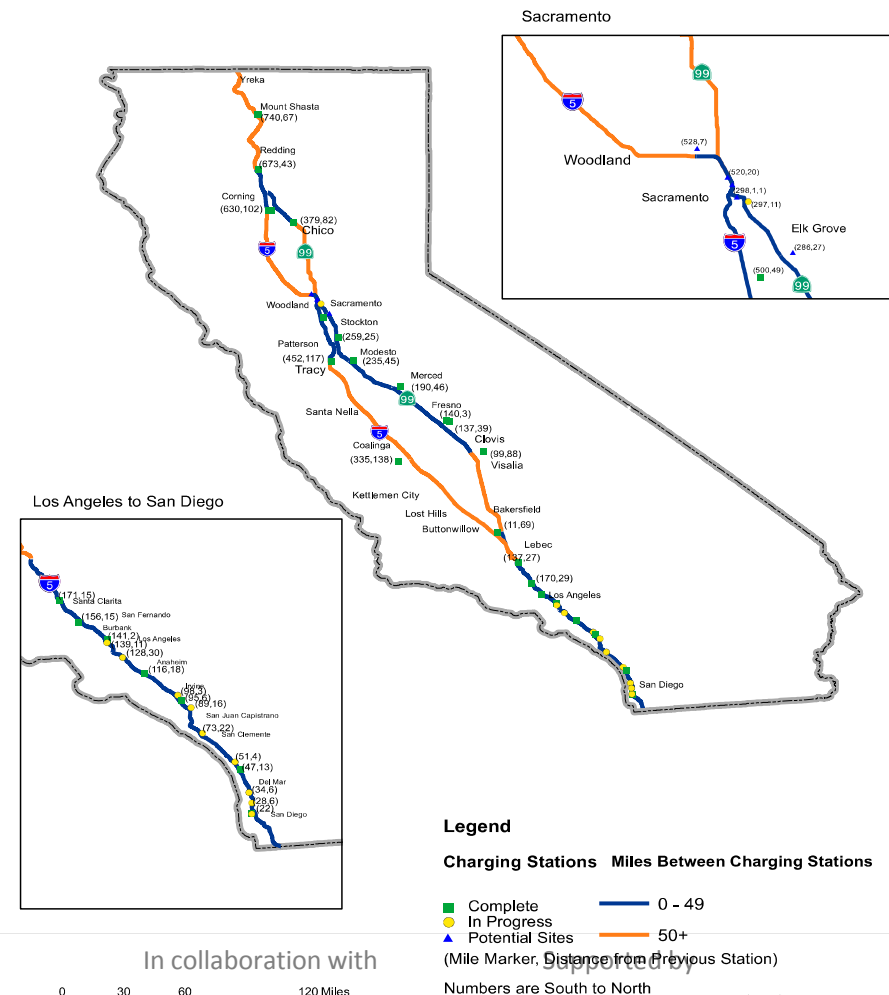 Sacramento
99
5
(528,7)
Woodland
(520,20)
Sacramento
(298,1,1)
(297,11)
Elk Grove
5
(286,27)
(500,49)
99
Yreka
Mount Shasta
(740,67)
Redding
(673,43)
Corning
(630,102)
(379,82)
Chico
5
99
Woodland
Sacramento
Stockton
(259,25)
Patterson
(452,117)
Modesto
(235,45)
Tracy
Merced
(190,46)
99
Santa Nella
Fresno
(140,3)
(137,39)
5
Clovis
Coalinga
(99,88)
(335,138)
Visalia
Kettlemen City
Lost Hills
Bakersfield
Buttonwillow
(11,69)
Lebec
(137,27)
(170,29)
Los Angeles
San Diego
Los Angeles to San Diego
5
(171,15)
Santa Clarita
San Fernando
(156,15)
Burbank
(141,2)
Los Angeles
(139,11)
(128,30)
Anaheim
(116,18)
Irvine
(98,3)
(95,6)
(89,16)
San Juan Capistrano
(73,22)
San Clemente
(51,4)
(47,13)
Del Mar
(34,6)
(28,6)
(22)
San Diego
Legend
Charging Stations Miles Between Charging Stations
Complete 0 - 49
In Progress
Potential Sites 50+
(Mile Marker, Distance from Previous Station)
In collaboration with Supported by
Numbers are South to North
0 30 60 120 Miles